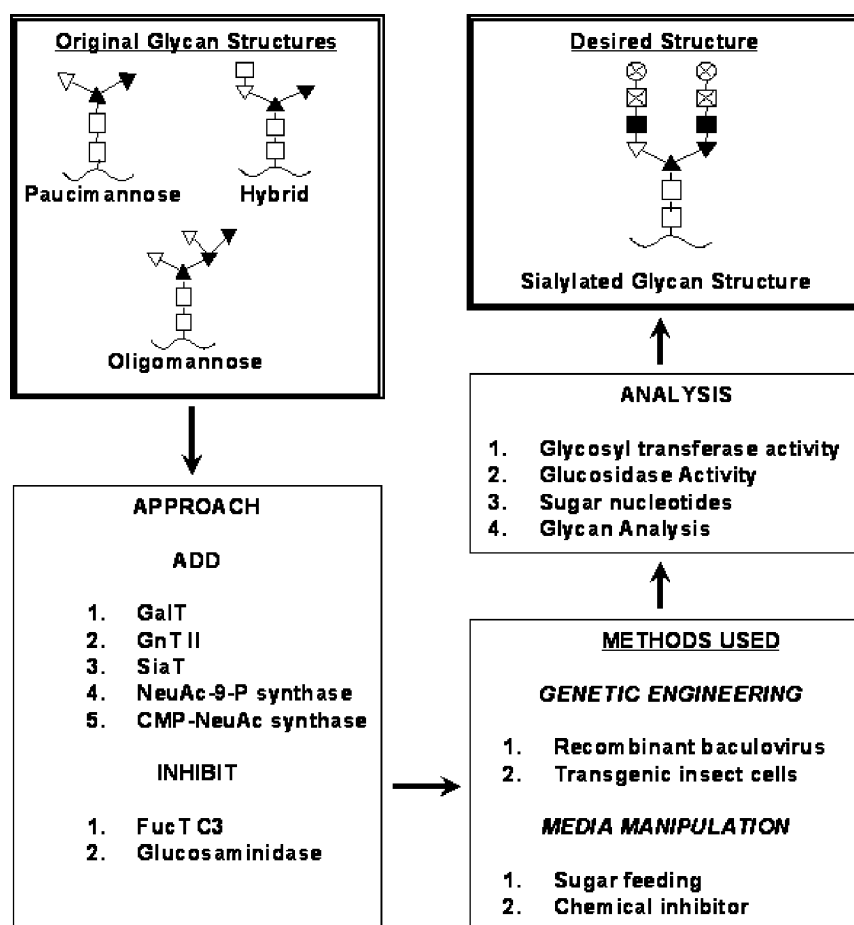 Original Glycan Structures
Paucimannose
Hybrid
Oligomannose
APPROACH
ADD
1. GalT
2. GnT II
3. SiaT
4. NeuAc-9-P synthase
5. CMP-NeuAc synthase
INHIBIT
1. FucT C3
2. Glucosaminidase
METHODS USED
GENETIC ENGINEERING
1. Recombinant baculovirus
2. Transgenic insect cells
MEDIA MANIPULATION
1. Sugar feeding
2. Chemical inhibitor
ANALYSIS
1. Glycosyl transferase activity
2. Glucosidase Activity
3. Sugar nucleotides
4. Glycan Analysis
Desired Structure
Sialylated Glycan Structure